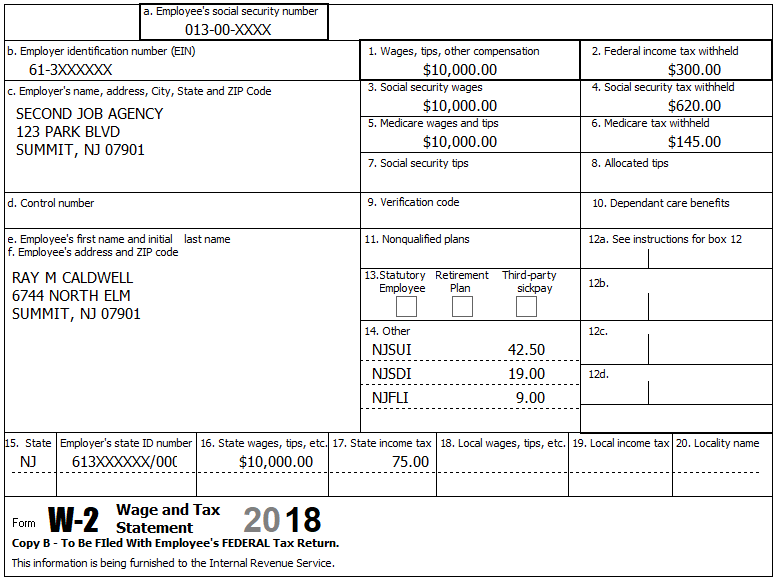 a. Employee's social security number
013-00-XXXX
b. Employer identification number (EIN)
61-3XXXXXX
1. Wages, tips, other compensation
$10,000.00
2. Federal income tax withheld
$300.00
c. Employer's name, address, City, State and ZIP Code
SECOND JOB AGENCY
123 PARK BLVD
SUMMIT, NJ 07901
3. Social security wages
$10,000.00
4. Social security tax withheld
$620.00
5. Medicare wages and tips
$10,000.00
6. Medicare tax withheld
$145.00
7. Social security tips
8. Allocated tips
d. Control number
9. Verification code
10. Dependant care benefits
e. Employee's first name and initial last name
f. Employee's address and ZIP code
RAY M CALDWELL
6744 NORTH ELM
SUMMIT, NJ 07901
11. Nonqualified plans
12a. See instructions for box 12
13.Statutory Employee
Retirement Plan
Third-party sickpay
12b.
14. Other
NJSUI 42.50
NJSDI 19.00
NJFLI 9.00
12c.
12d.
15. State Employer's state ID number 16. State wages, tips, etc. 17. State income tax 18. Local wages, tips, etc. 19. Local income tax 20. Locality name
NJ 613XXXXXX/000 $10,000.00 75.00
Form W-2 Wage and Tax Statement 2018
Copy B - To Be FIled With Employee's FEDERAL Tax Return.
This information is being furnished to the Internal Revenue Service.